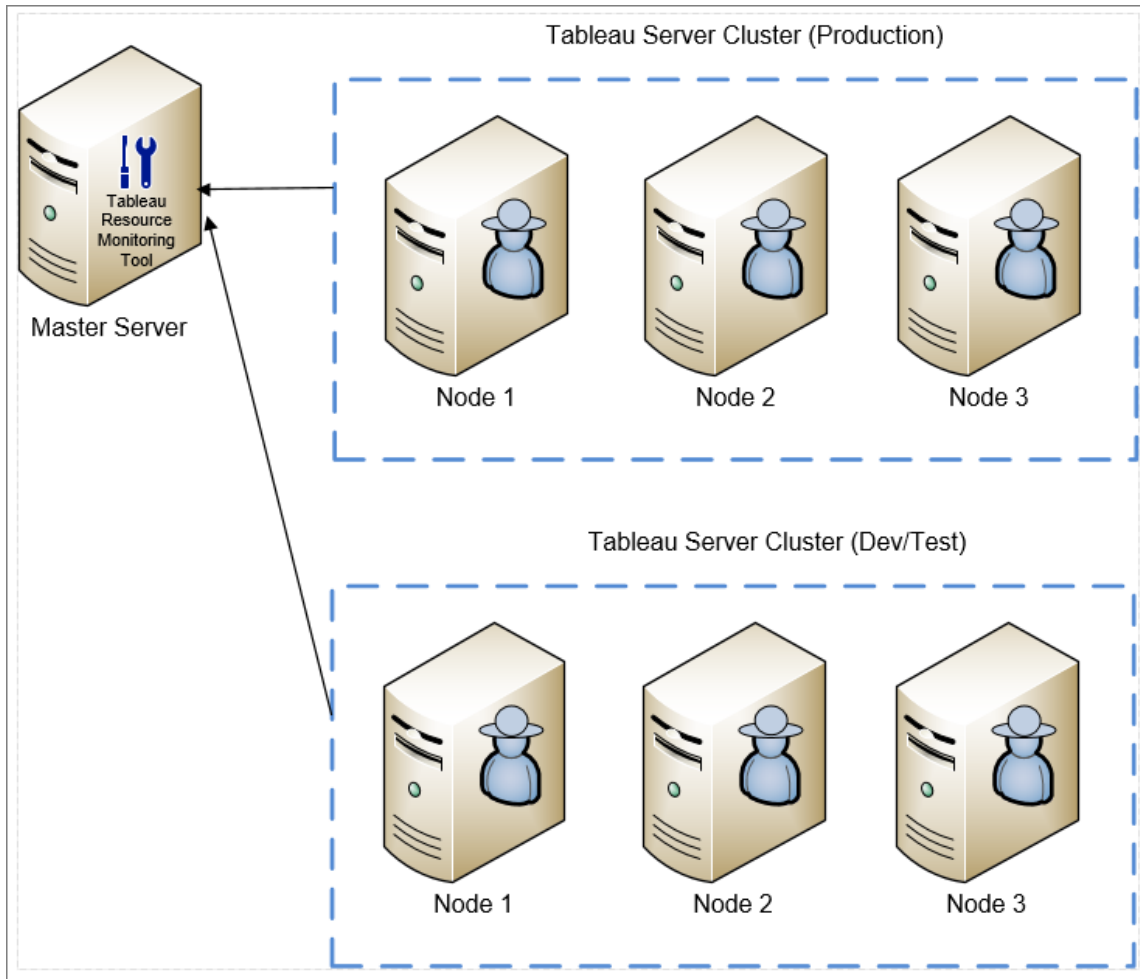 Tableau Server Cluster (Production)
Tableau
Resource
Monitoring
Tool
Master Server
Node 1
Node 2
Node 3
Tableau Server Cluster (Dev/Test)
Node 1
Node 2
Node 3